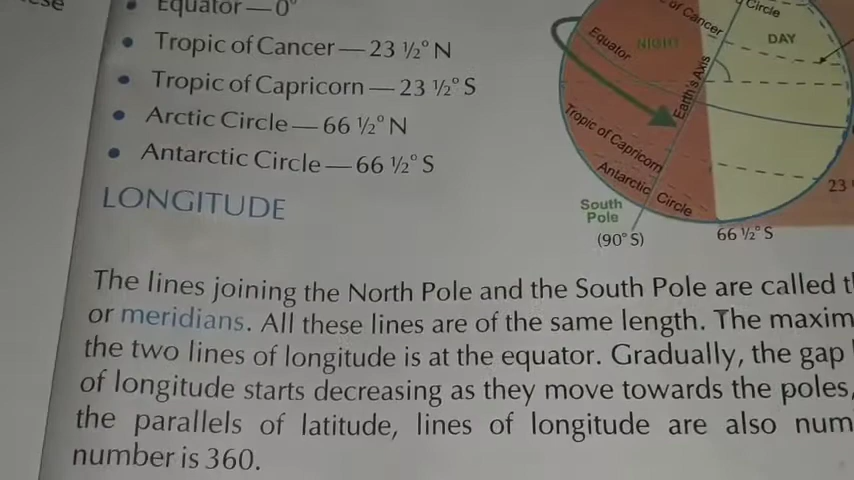 Equator — 0°
Tropic of Cancer — 23 ½° N
Tropic of Capricorn — 23 ½° S
Arctic Circle — 66 ½° N
Antarctic Circle — 66 ½° S
LONGITUDE
The lines joining the North Pole and the South Pole are called
or meridians. All these lines are of the same length. The
the two lines of longitude is at the equator. Gradually, the gap
of longitude starts decreasing as they move towards the poles,
the parallels of latitude, lines of longitude are also
number is 360.
of Cancer
Circle
Equator
NIGHT
DAY
Earth's Axis
Tropic of Capricorn
Antarctic Circle
South
Pole
(90° S)
66 ½° S
23